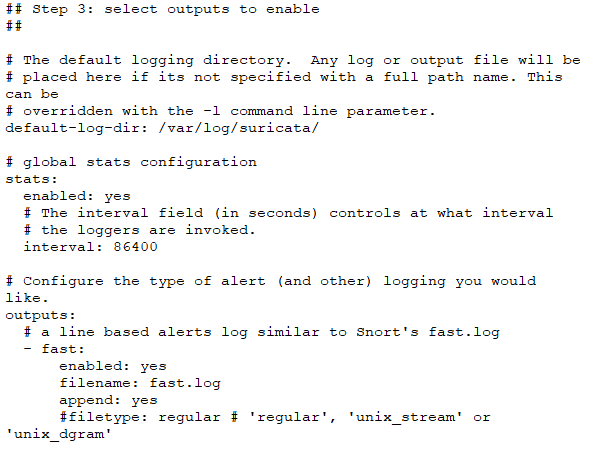 ## Step 3: select outputs to enable
##
# The default logging directory.  Any log or output file will be
# placed here if its not specified with a full path name. This
can be
# overridden with the -l command line parameter.
default-log-dir: /var/log/suricata/
# global stats configuration
stats:
  enabled: yes
  # The interval field (in seconds) controls at what interval
  # the loggers are invoked.
  interval: 86400
# Configure the type of alert (and other) logging you would
like.
outputs:
  # a line based alerts log similar to Snort's fast.log
  - fast:
      enabled: yes
      filename: fast.log
      append: yes
      #filetype: regular # 'regular', 'unix_stream' or
'unix_dgram'